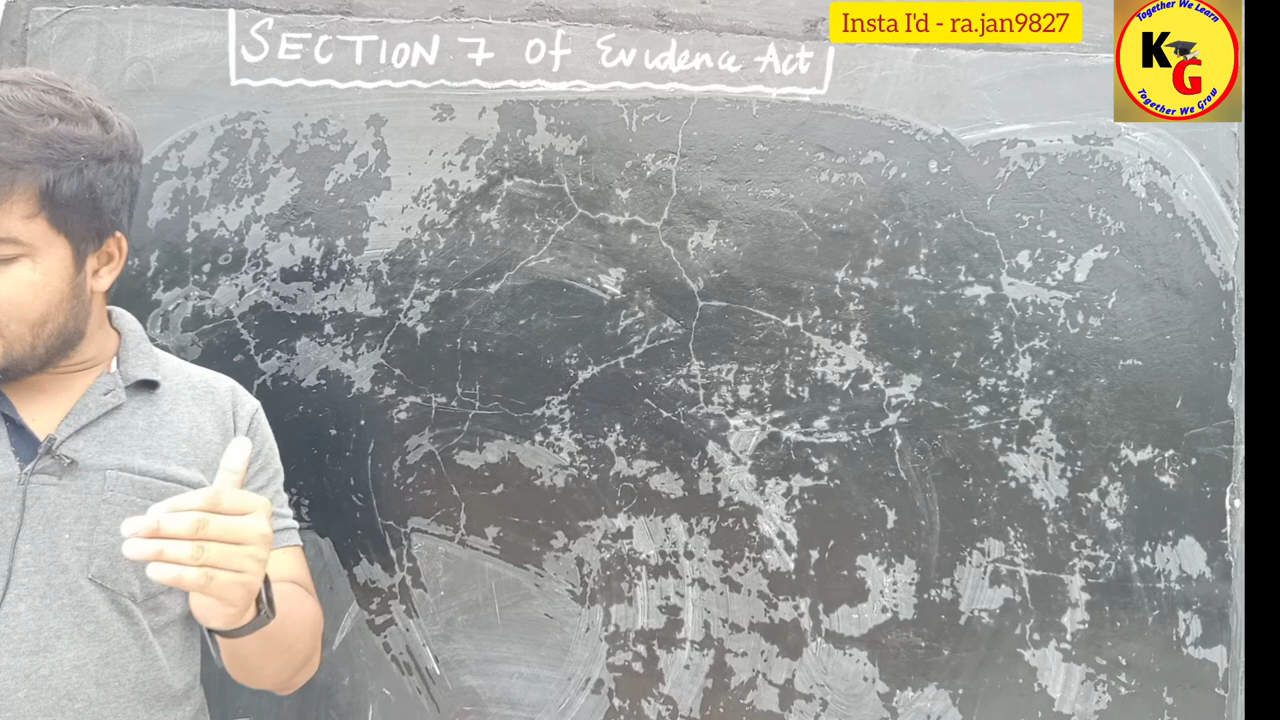 Insta I'd - ra.jan9827
SECTION 7 Of Evidence Act
Together We Learn
KG
Together We Grow